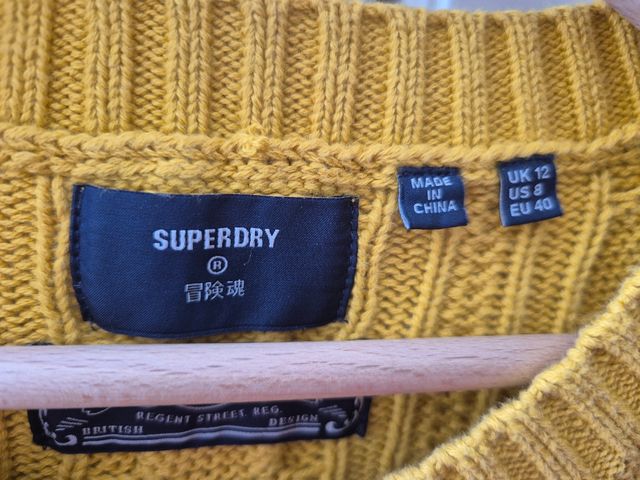 SUPERDRY
®
冒険魂
MADE
IN
CHINA
UK 12
US 8
EU 40
REGENT STREET REG.
BRITISH DESIGN